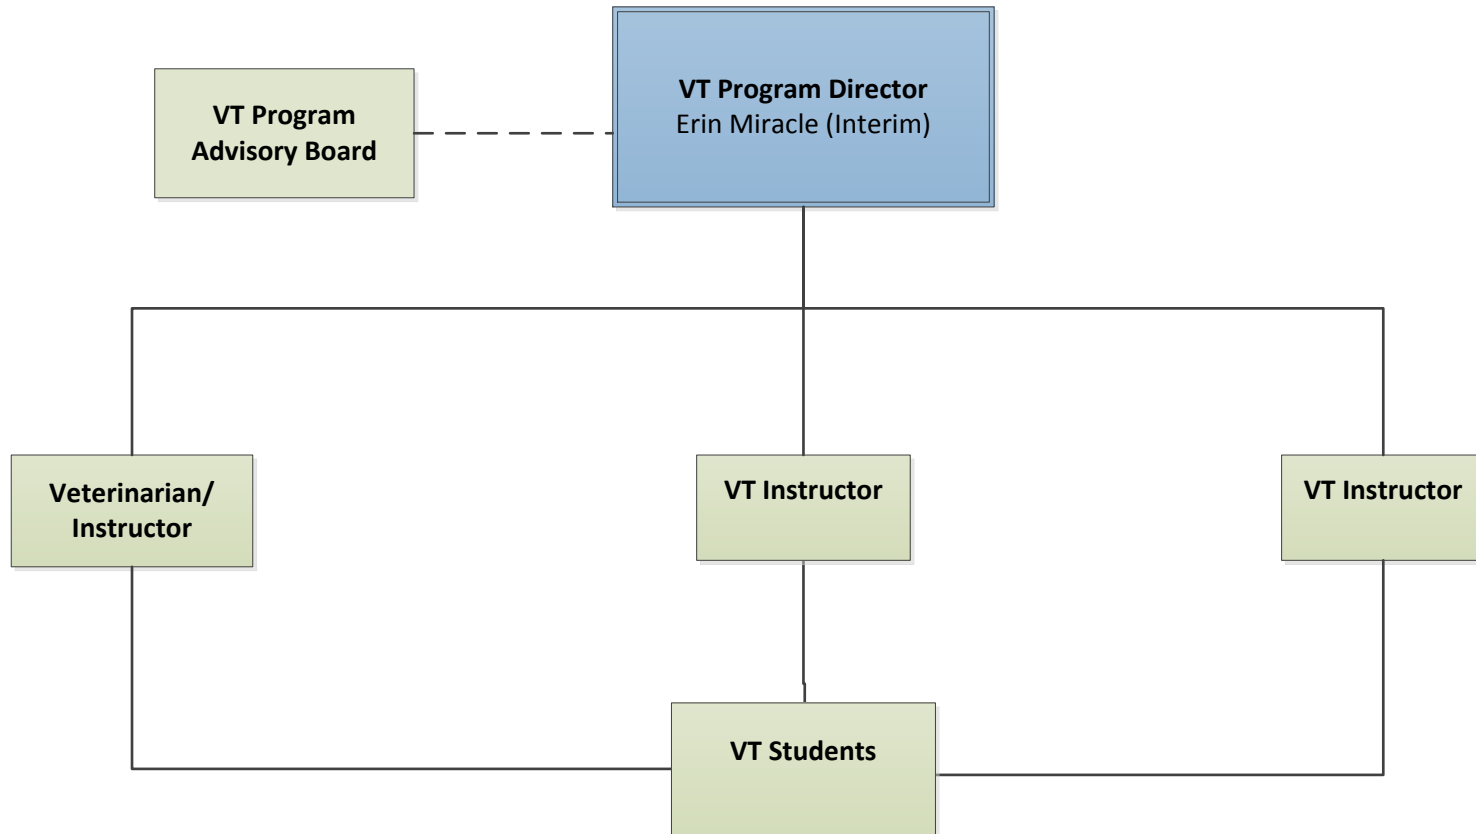 VT Program
Advisory Board
VT Program Director
Erin Miracle (Interim)
Veterinarian/
Instructor
VT Instructor
VT Instructor
VT Students